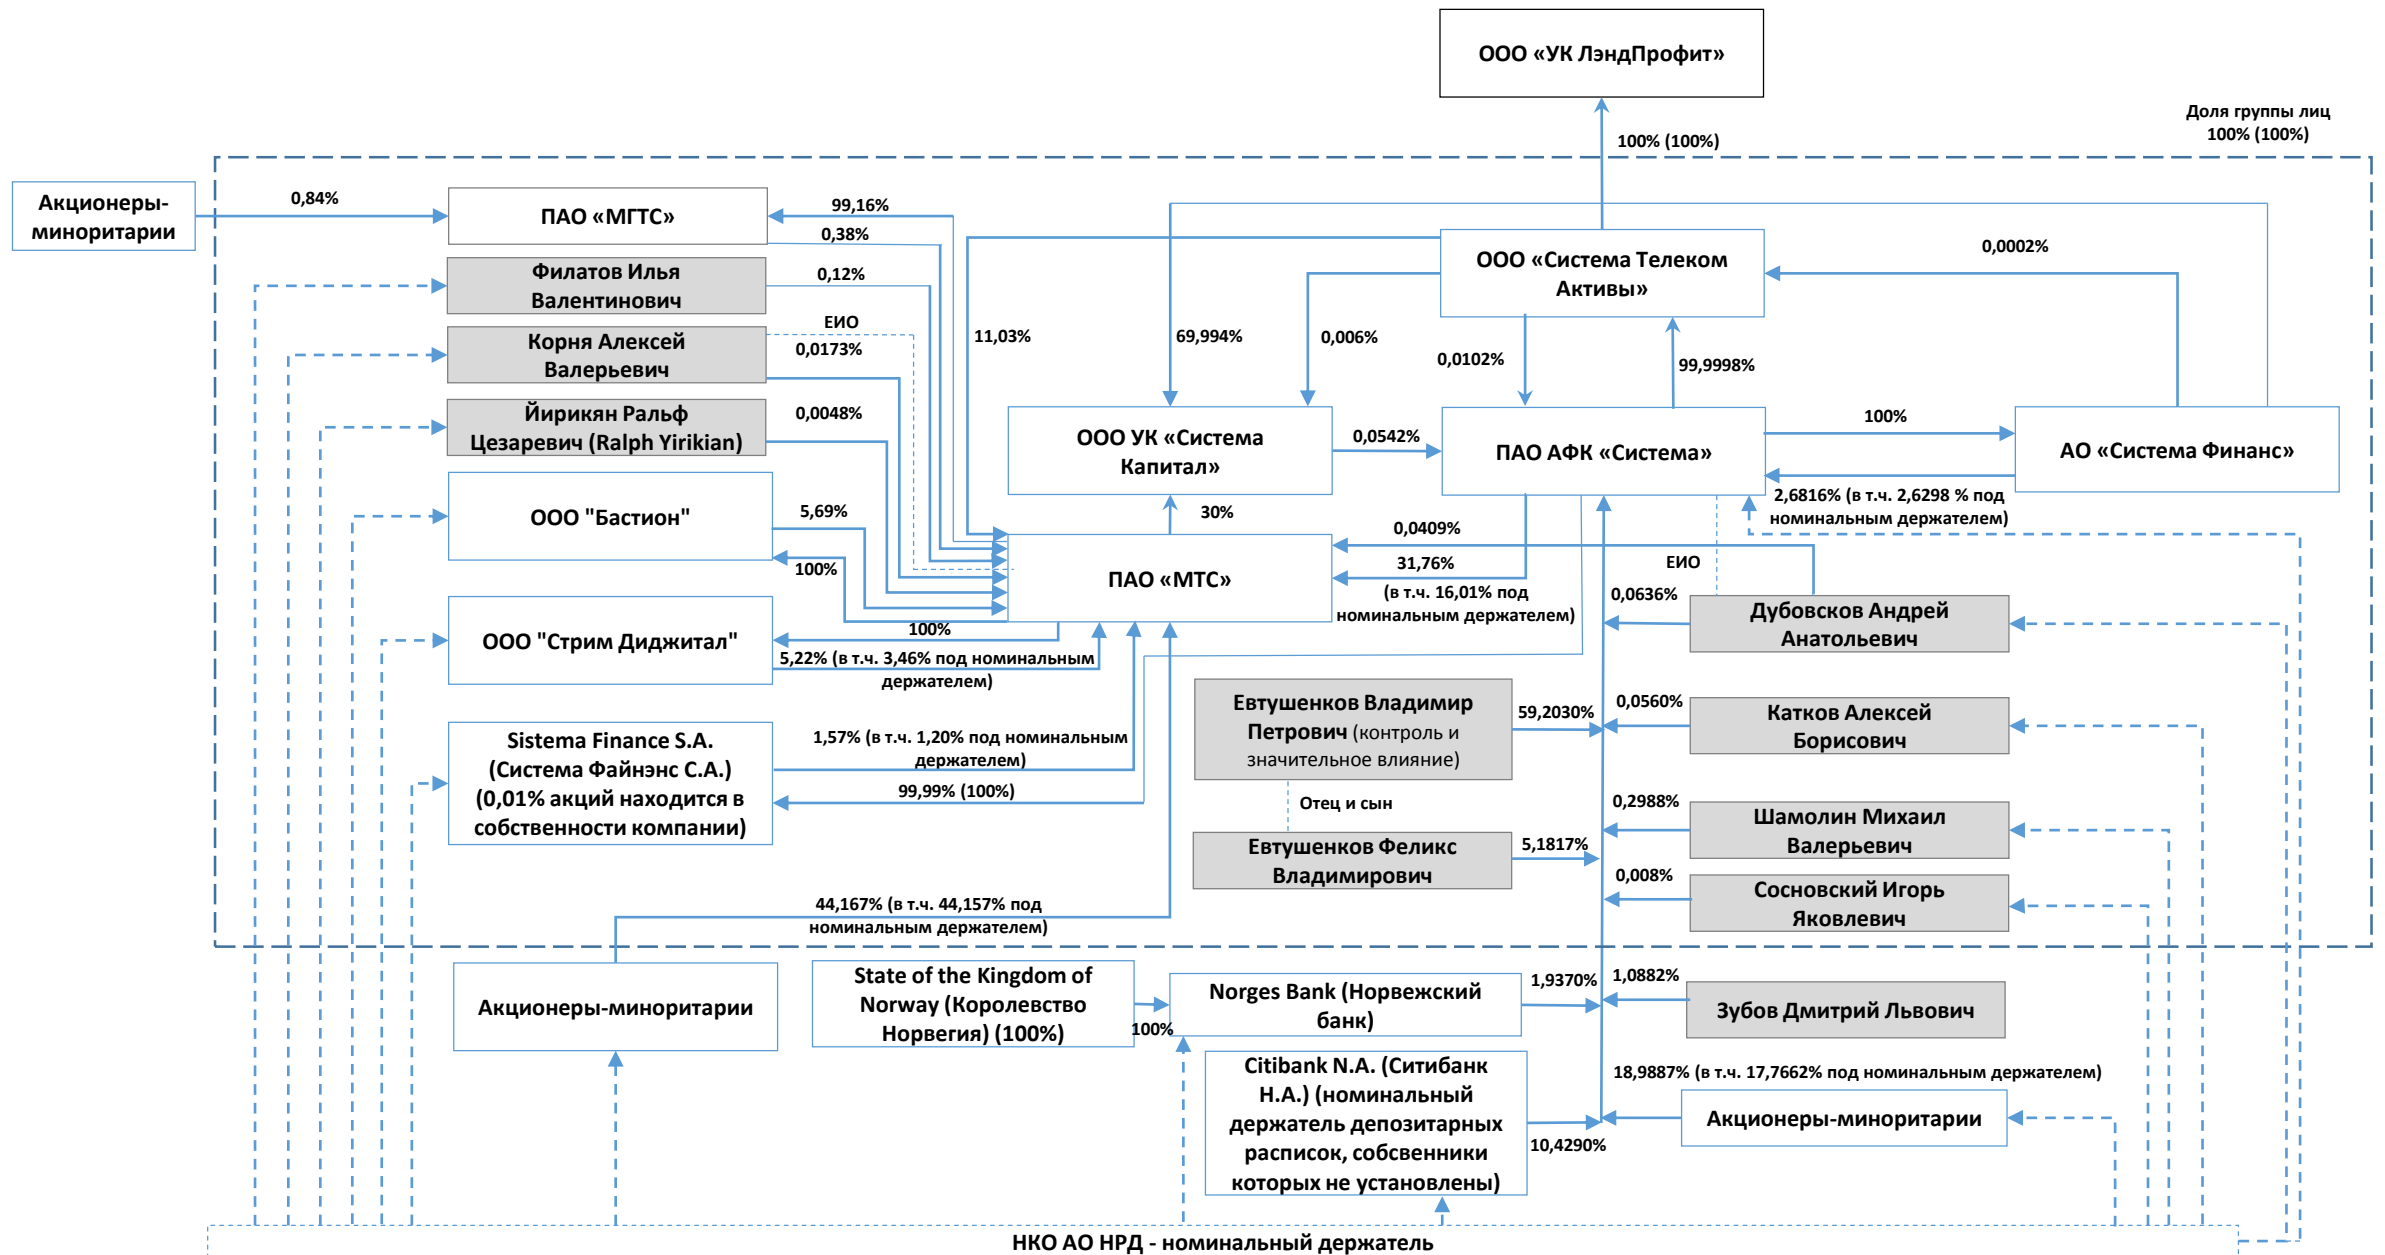 ООО «УК ЛэндПрофит»
Доля группы лиц
100% (100%)
100% (100%)
Акционеры-
миноритарии
0,84%
ПАО «МГТС»
99,16%
0,38%
Филатов Илья
Валентинович
0,12%
Корня Алексей
Валерьевич
ЕИО
0,0173%
Йирикян Ральф
Цезаревич (Ralph Yirikian)
0,0048%
ООО "Бастион"
5,69%
100%
ООО "Стрим Диджитал"
100%
5,22% (в т.ч. 3,46% под номинальным
держателем)
Sistema Finance S.A.
(Система Файнэнс С.А.)
(0,01% акций находится в
собственности компании)
1,57% (в т.ч. 1,20% под номинальным
держателем)
99,99% (100%)
44,167% (в т.ч. 44,157% под
номинальным держателем)
11,03%
69,994%
0,006%
ООО «Система Телеком
Активы»
0,0002%
0,0102%
99,9998%
ООО УК «Система
Капитал»
0,0542%
ПАО АФК «Система»
100%
АО «Система Финанс»
2,6816% (в т.ч. 2,6298 % под
номинальным держателем)
30%
ПАО «МТС»
0,0409%
31,76%
(в т.ч. 16,01% под
номинальным держателем)
ЕИО
0,0636%
Дубовсков Андрей
Анатольевич
Евтушенков Владимир
Петрович (контроль и
значительное влияние)
59,2030%
0,0560%
Катков Алексей
Борисович
Отец и сын
0,2988%
Шамолин Михаил
Валерьевич
Евтушенков Феликс
Владимирович
5,1817%
0,008%
Сосновский Игорь
Яковлевич
Акционеры-миноритарии
State of the Kingdom of
Norway (Королевство
Норвегия) (100%)
100%
Norges Bank (Норвежский
банк)
1,9370%
1,0882%
Зубов Дмитрий Львович
Citibank N.A. (Ситибанк
Н.А.) (номинальный
держатель депозитарных
расписок, собсвенники
которых не установлены)
10,4290%
18,9887% (в т.ч. 17,7662% под номинальным держателем)
Акционеры-миноритарии
НКО АО НРД - номинальный держатель